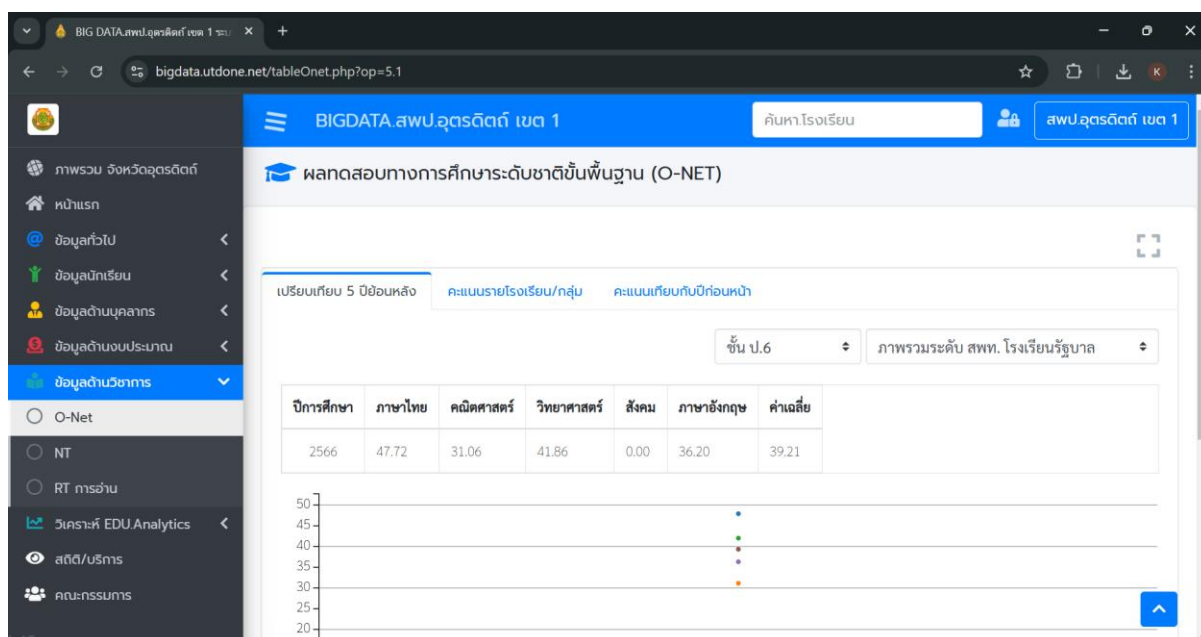 BIG DATA.สพป.อุตรดิตถ์ เขต 1 ระบ
bigdata.utdone.net/tableOnet.php?op=5.1
K
BIGDATA.สพป.อุตรดิตถ์ เขต 1
ค้นหา.โรงเรียน
สพป.อุตรดิตถ์ เขต 1
ภาพรวม จังหวัดอุตรดิตถ์
หน้าแรก
ข้อมูลทั่วไป
ข้อมูลนักเรียน
ข้อมูลด้านบุคลากร
ข้อมูลด้านงบประมาณ
ข้อมูลด้านวิชาการ
O-Net
NT
RT การอ่าน
วิเคราะห์ EDU.Analytics
สถิติ/บริการ
คณะกรรมการ
ผลทดสอบทางการศึกษาระดับชาติขั้นพื้นฐาน (O-NET)
เปรียบเทียบ 5 ปีย้อนหลัง คะแนนรายโรงเรียน/กลุ่ม คะแนนเทียบกับปีก่อนหน้า
ชั้น ป.6 ภาพรวมระดับ สพท. โรงเรียนรัฐบาล
ปีการศึกษา ภาษาไทย คณิตศาสตร์ วิทยาศาสตร์ สังคม ภาษาอังกฤษ ค่าเฉลี่ย
2566 47.72 31.06 41.86 0.00 36.20 39.21
50
45
40
35
30
25
20